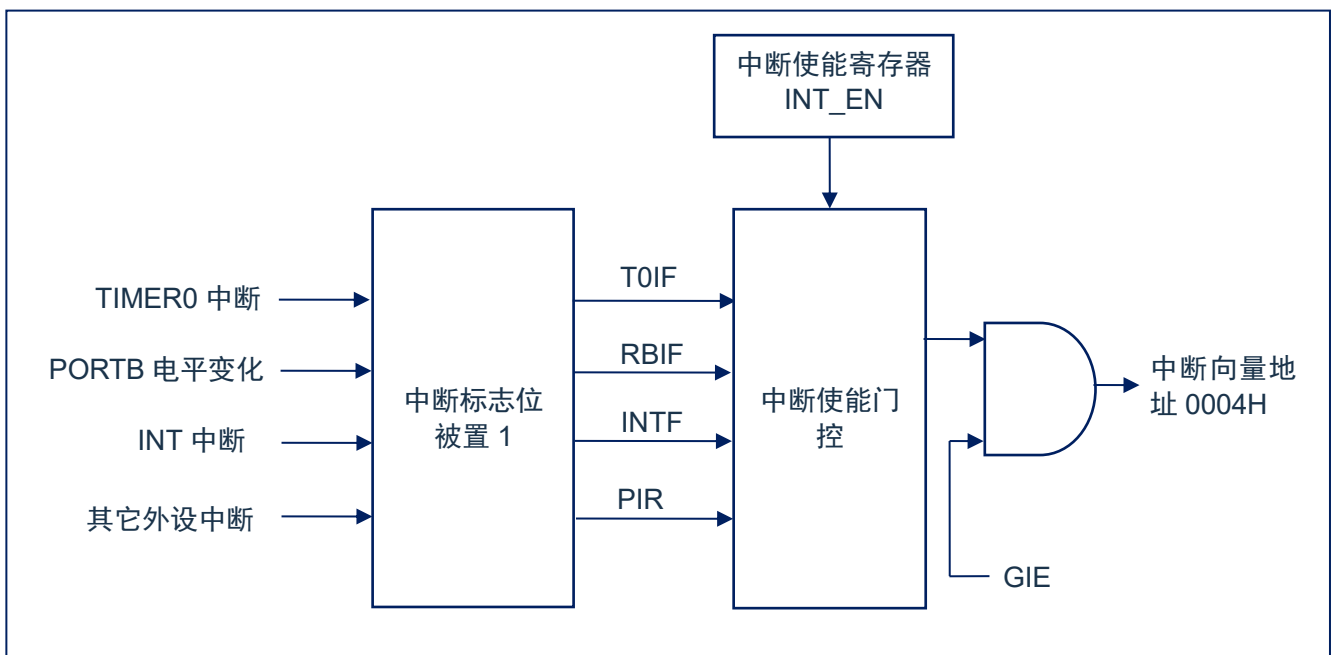 中断使能寄存器
INT_EN
TIMER0 中断
PORTB 电平变化
INT 中断
其它外设中断
中断标志位
被置 1
T0IF
RBIF
INTF
PIR
中断使能门
控
中断向量地
址 0004H
GIE